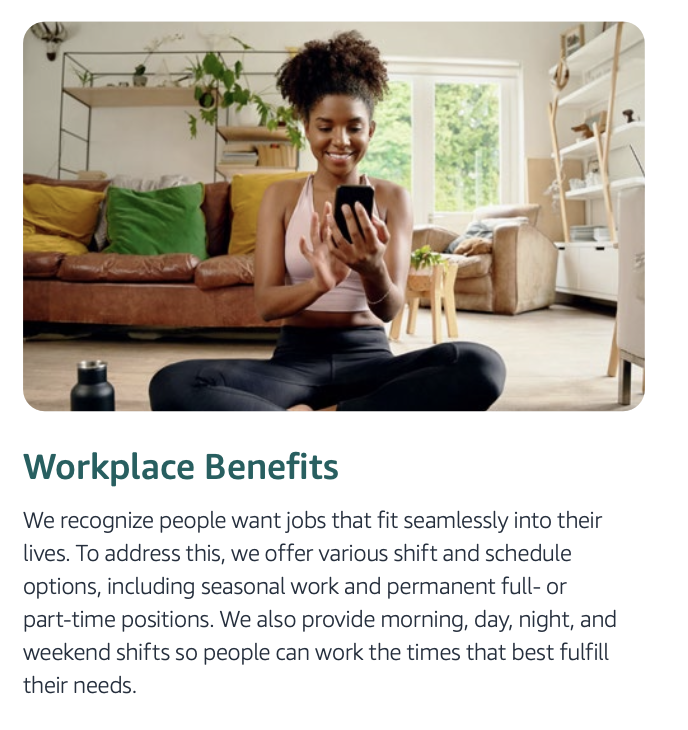 Workplace Benefits
We recognize people want jobs that fit seamlessly into their
lives. To address this, we offer various shift and schedule
options, including seasonal work and permanent full- or
part-time positions. We also provide morning, day, night, and
weekend shifts so people can work the times that best fulfill
their needs.